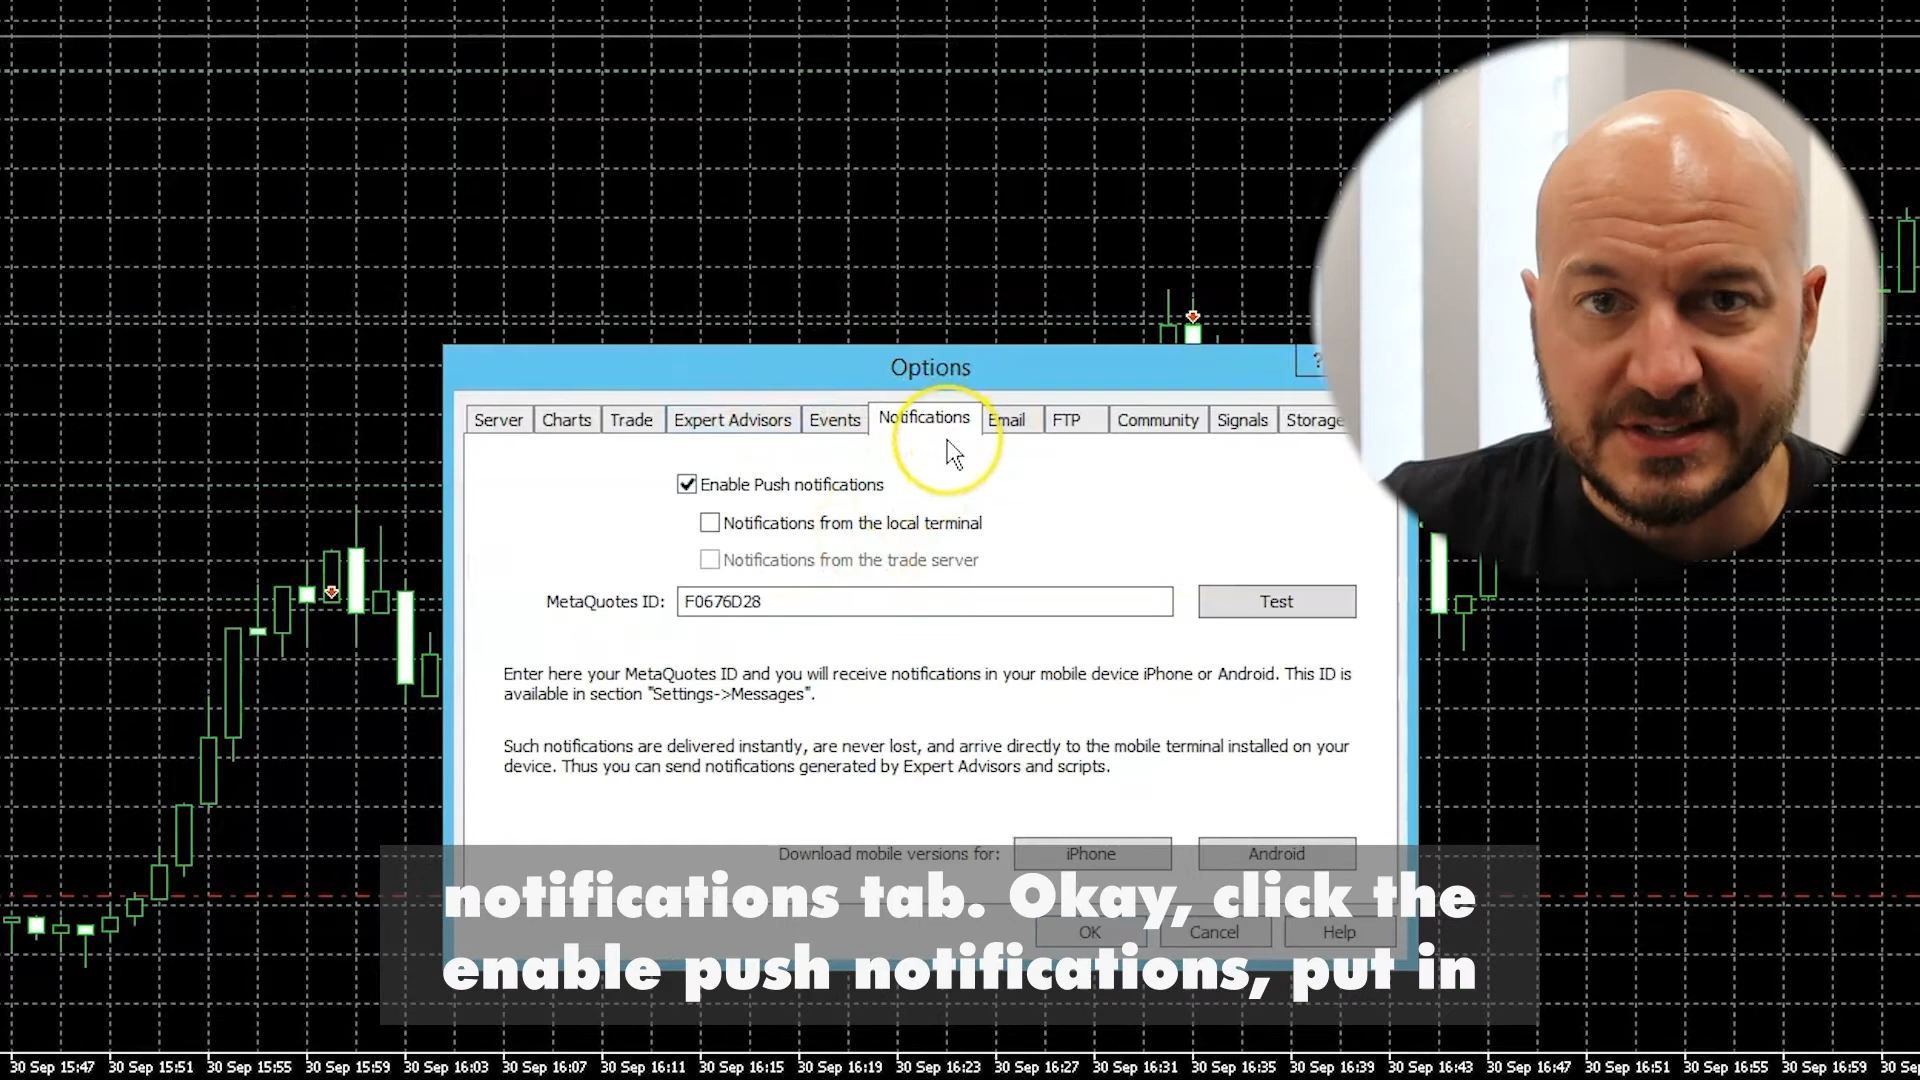 Options
?
Server Charts Trade Expert Advisors Events Notifications Email FTP Community Signals Storage
Enable Push notifications
Notifications from the local terminal
Notifications from the trade server
MetaQuotes ID: F0676D28 Test
Enter here your MetaQuotes ID and you will receive notifications in your mobile device iPhone or Android. This ID is
available in section "Settings->Messages".
Such notifications are delivered instantly, are never lost, and arrive directly to the mobile terminal installed on your
device. Thus you can send notifications generated by Expert Advisors and scripts.
Download mobile versions for: iPhone Android
notifications tab. Okay, click the
OK Cancel Help
enable push notifications, put in
30 Sep 15:47 30 Sep 15:51 30 Sep 15:55 30 Sep 15:59 30 Sep 16:03 30 Sep 16:07 30 Sep 16:11 30 Sep 16:15 30 Sep 16:19 30 Sep 16:23 30 Sep 16:27 30 Sep 16:31 30 Sep 16:35 30 Sep 16:39 30 Sep 16:43 30 Sep 16:47 30 Sep 16:51 30 Sep 16:55 30 Sep 16:59 30 Se